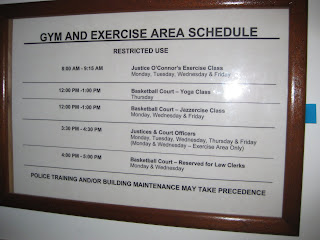 GYM AND EXERCISE AREA SCHEDULE
RESTRICTED USE
8:00 AM - 9:15 AM Justice O'Connor's Exercise Class
Monday, Tuesday, Wednesday & Friday
12:00 PM -1:00 PM Basketball Court – Yoga Class
Thursday
12:00 PM -1:00 PM Basketball Court – Jazzercise Class
Monday, Wednesday & Friday
3:30 PM - 4:30 PM Justices & Court Officers
Monday, Tuesday, Wednesday, Thursday & Friday
(Monday & Wednesday – Exercise Area Only)
4:00 PM - 5:00 PM Basketball Court – Reserved for Law Clerks
Monday & Wednesday
POLICE TRAINING AND/OR BUILDING MAINTENANCE MAY TAKE PRECEDENCE